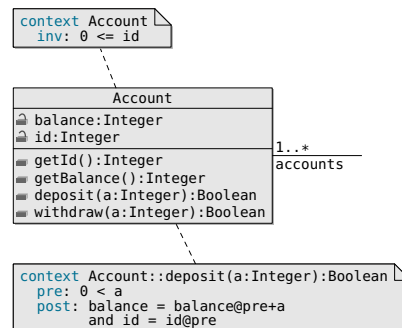 context Account
inv: 0 <= id
Account
balance:Integer
id:Integer
getId():Integer
getBalance():Integer
deposit(a:Integer):Boolean
withdraw(a:Integer):Boolean
1..*
accounts
context Account::deposit(a:Integer):Boolean
pre: 0 < a
post: balance = balance@pre+a
and id = id@pre